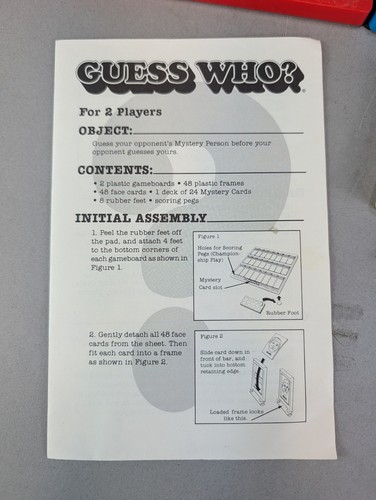 GUESS WHO?®
For 2 Players
OBJECT:
Guess your opponent's Mystery Person before your
opponent guesses yours.
CONTENTS:
• 2 plastic gameboards • 48 plastic frames
• 48 face cards • 1 deck of 24 Mystery Cards
• 8 rubber feet • scoring pegs
INITIAL ASSEMBLY
1. Peel the rubber feet off
the pad, and attach 4 feet
to the bottom corners of
each gameboard as shown in
Figure 1.
Figure 1
Holes for Scoring
Pegs (Champion-
ship Play)
Mystery
Card slot
Rubber Foot
2. Gently detach all 48 face
cards from the sheet. Then
fit each card into a frame
as shown in Figure 2.
Figure 2
Slide card down in
front of bar, and
tuck into bottom
retaining edge.
Loaded frame looks
like this.